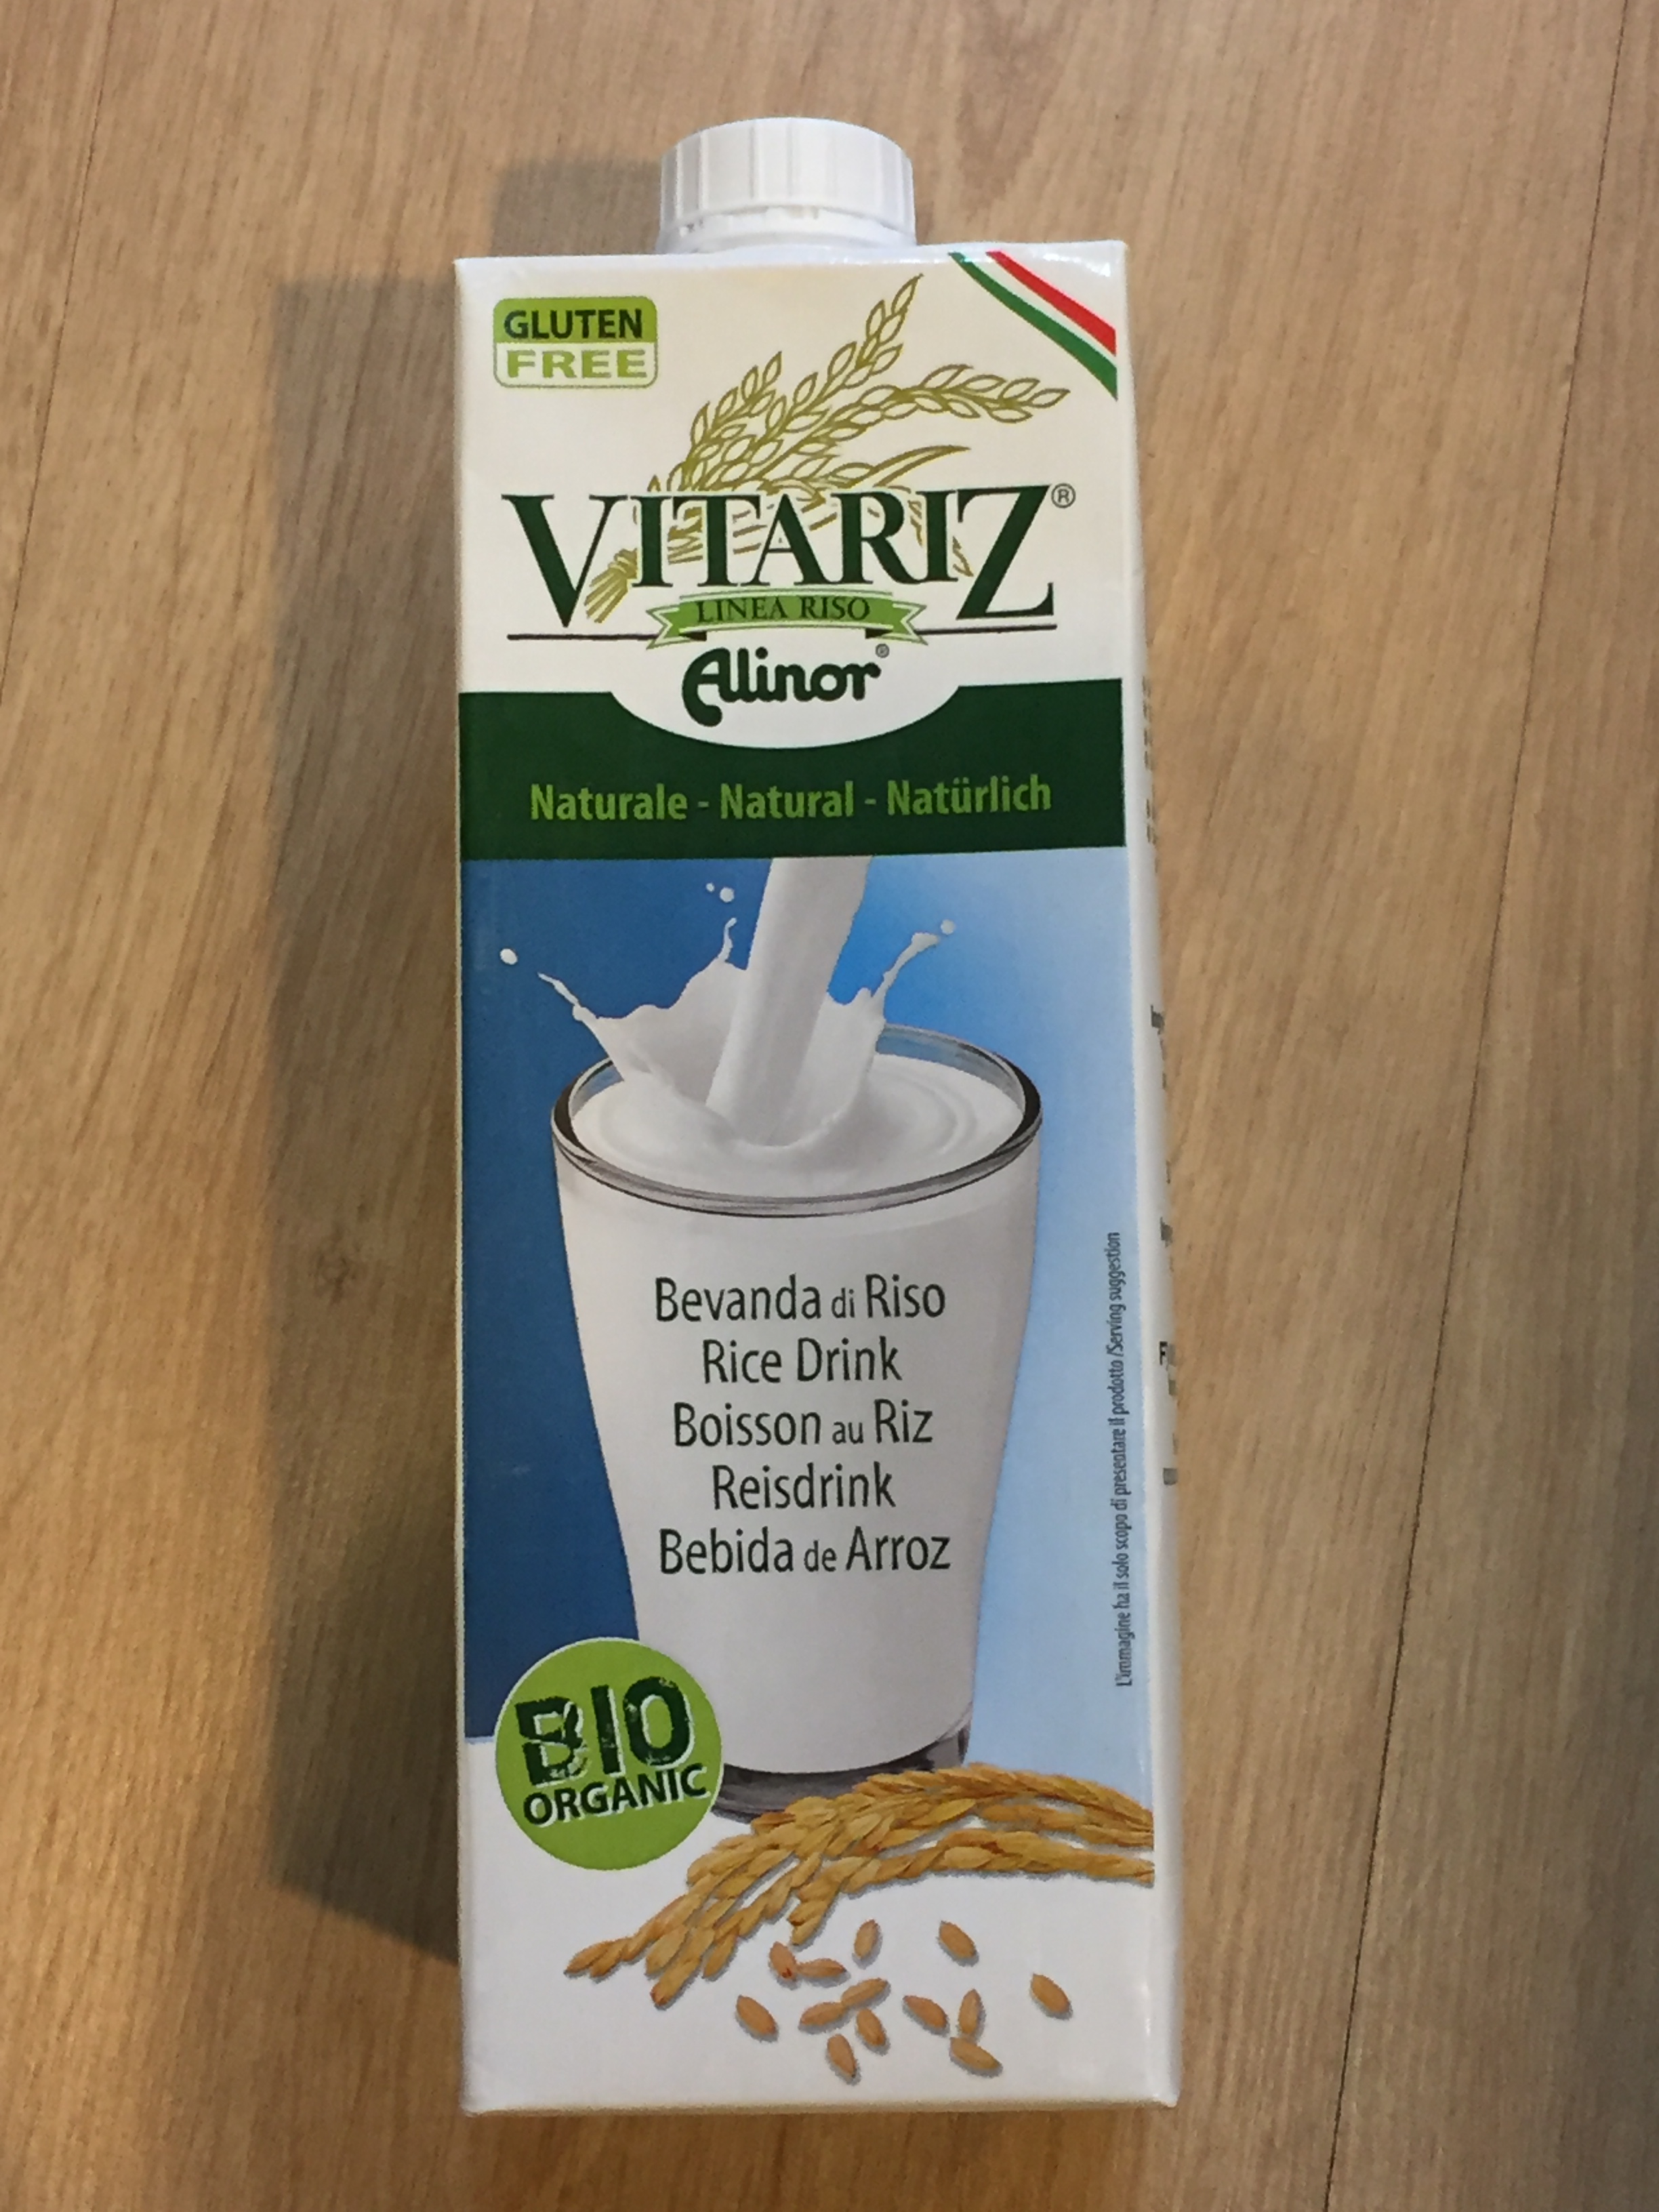 GLUTEN
FREE
VITARIZ®
LINEA RISO
Alinor®
Naturale - Natural - Natürlich
Bevanda di Riso
Rice Drink
Boisson au Riz
Reisdrink
Bebida de Arroz
L'immagine ha il solo scopo di presentare il prodotto /Serving suggestion
BIO
ORGANIC